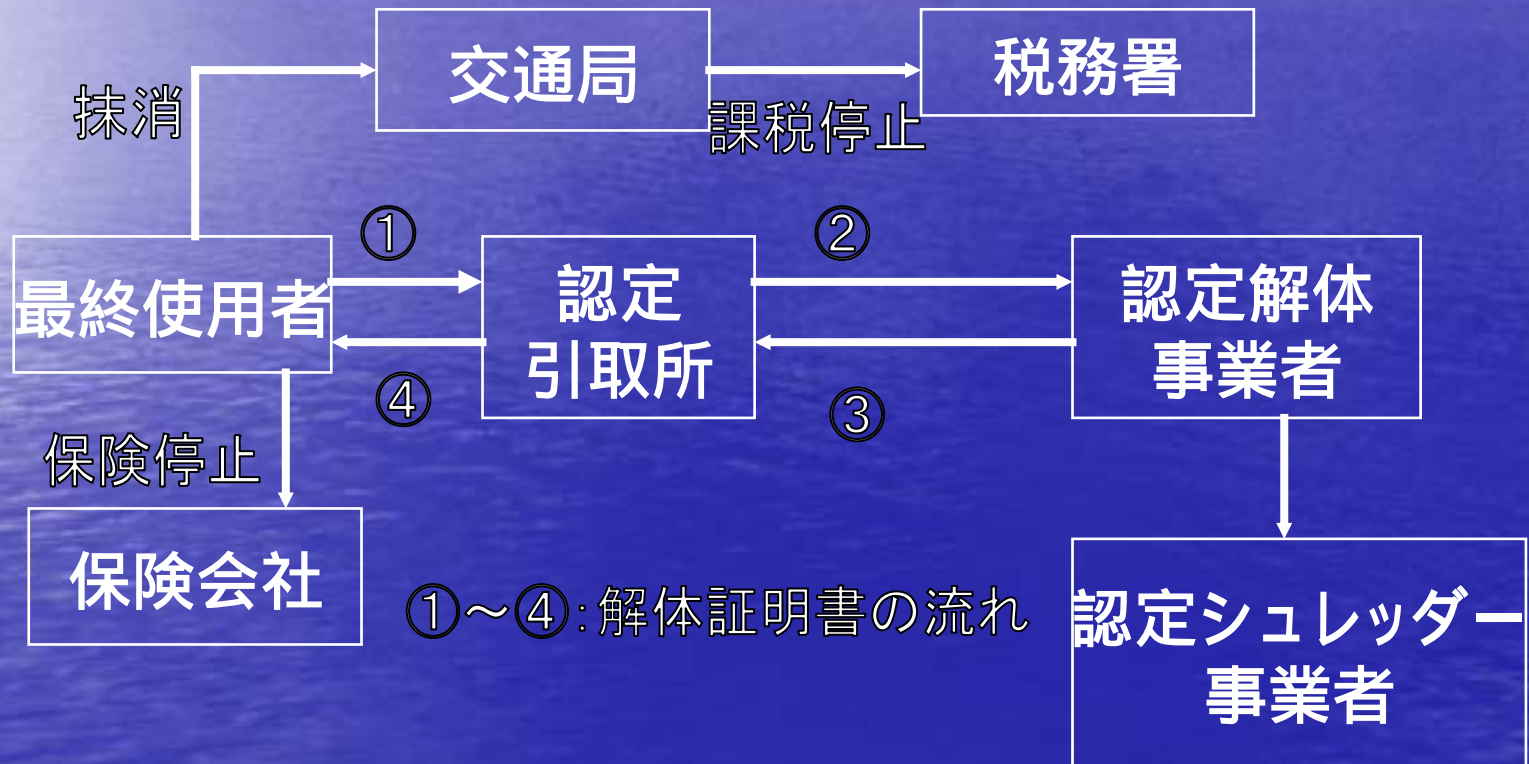 交通局
税務署
抹消
課税停止
①
②
最終使用者
認定
引取所
認定解体
事業者
④
③
保険停止
保険会社
①～④:解体証明書の流れ
認定シュレッダー
事業者